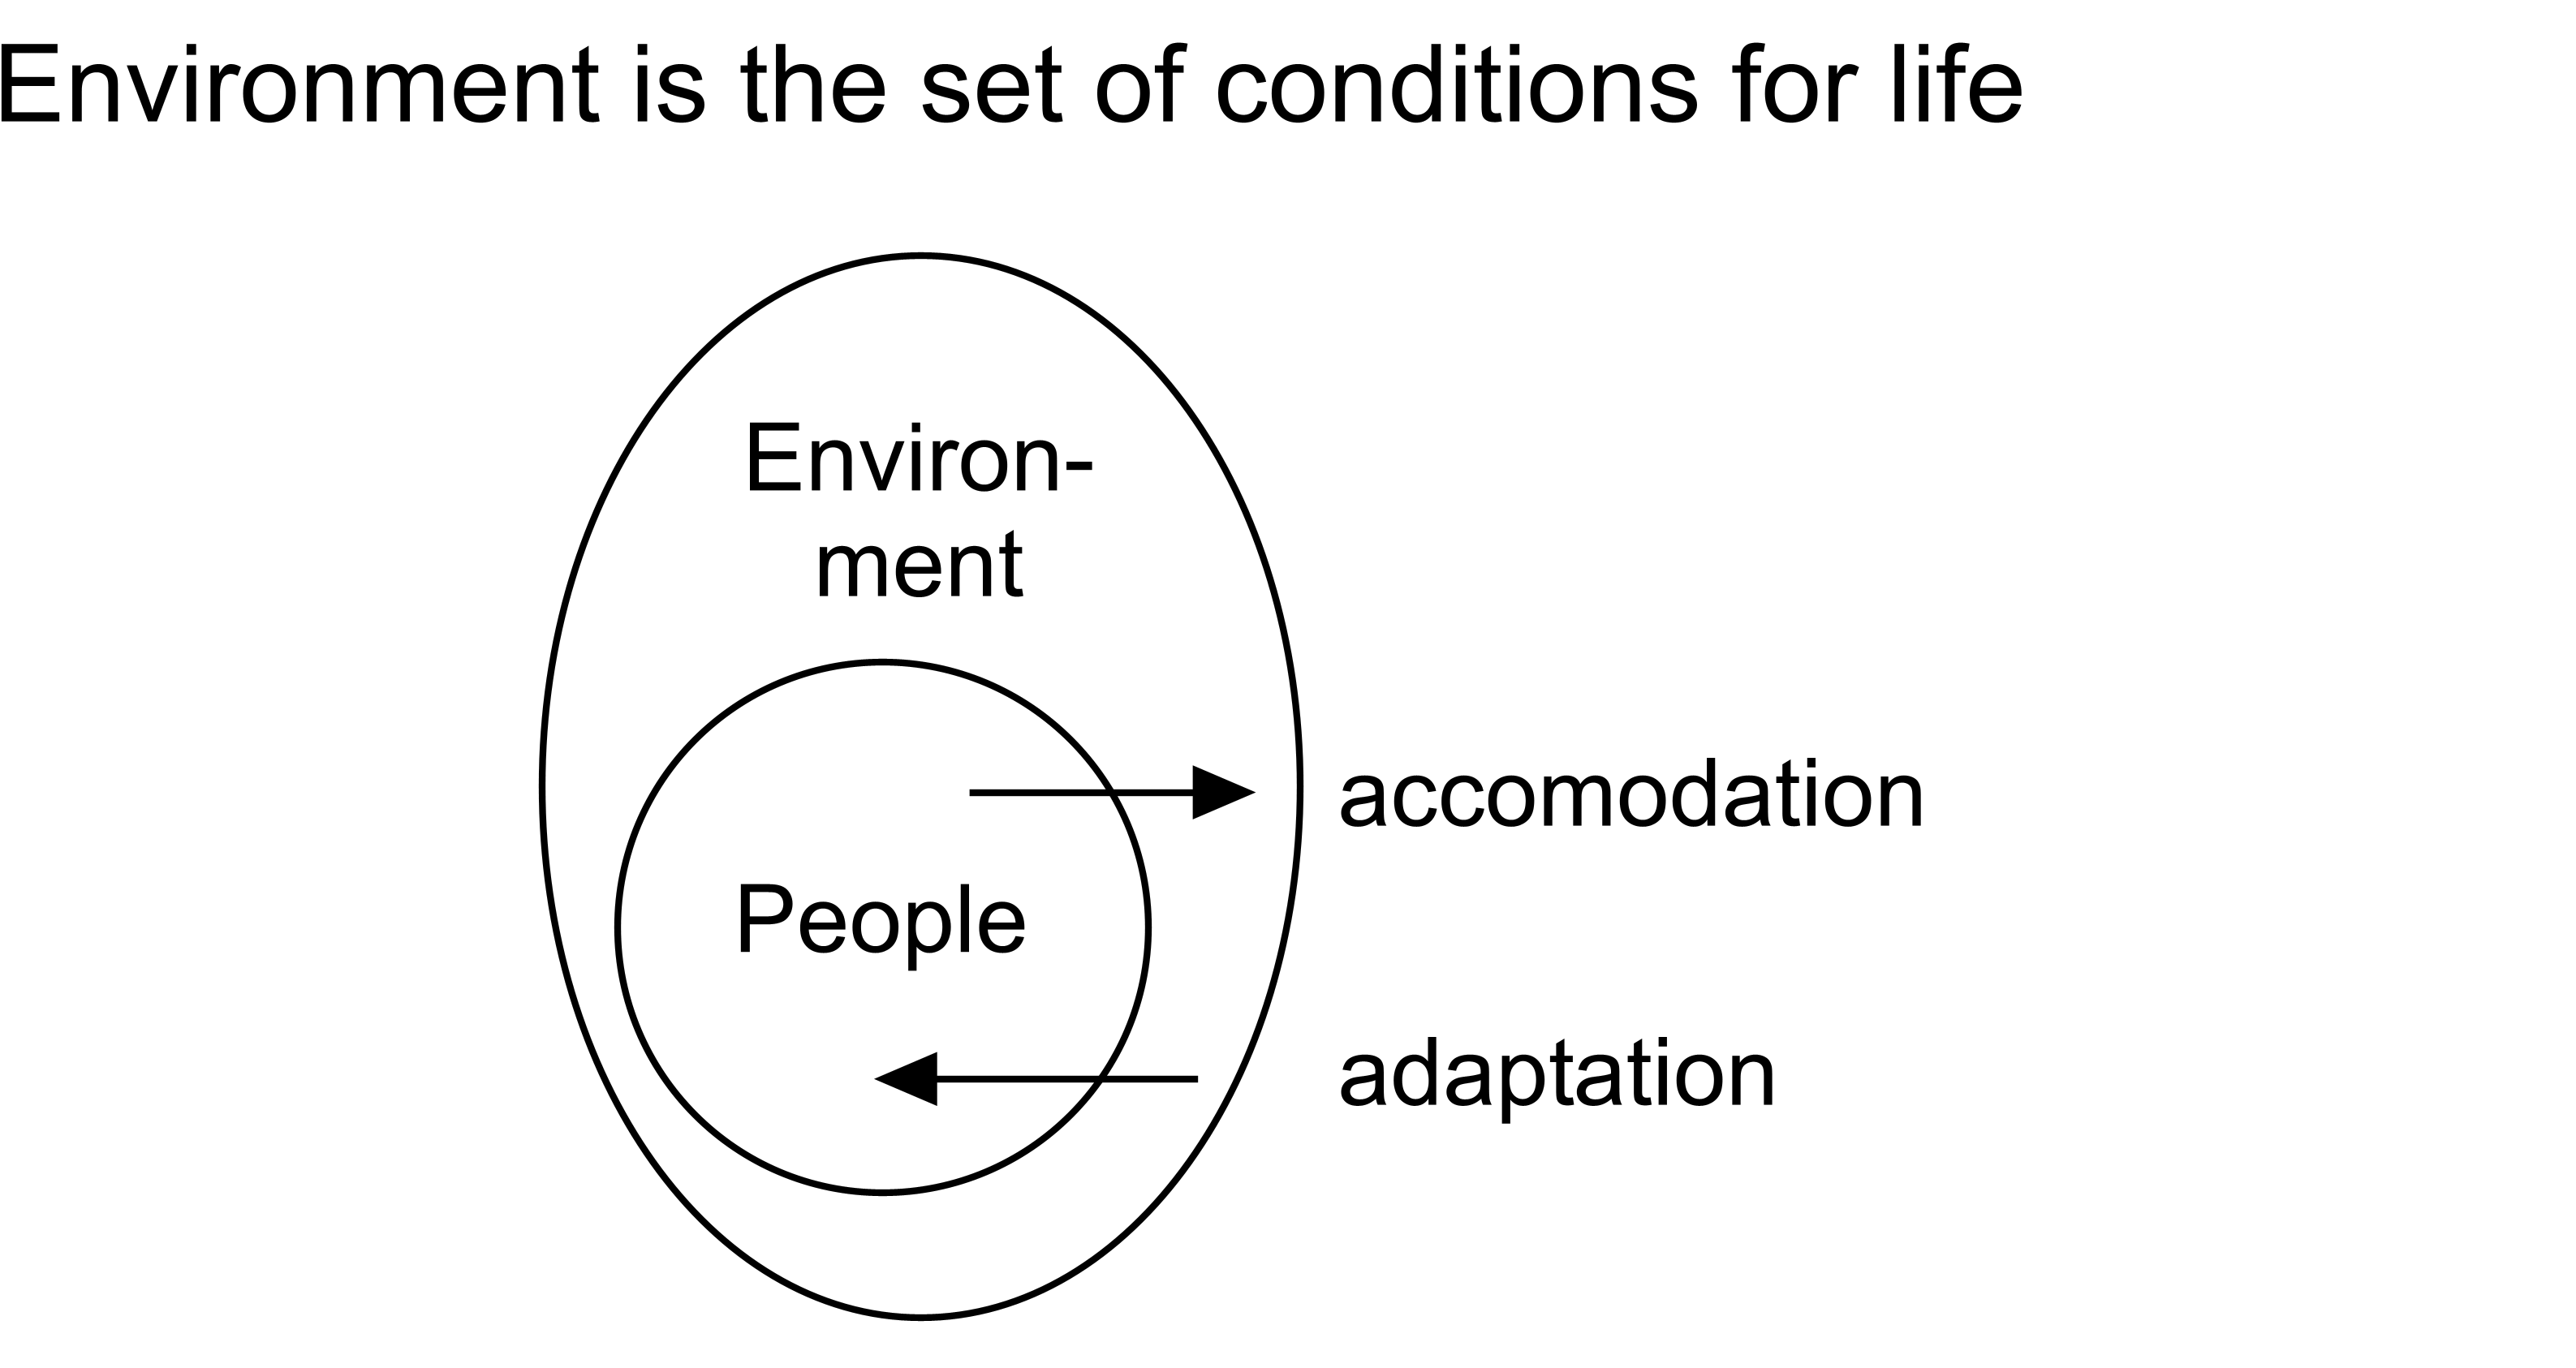 Environment is the set of conditions for life
Environ-
ment
accomodation
People
adaptation